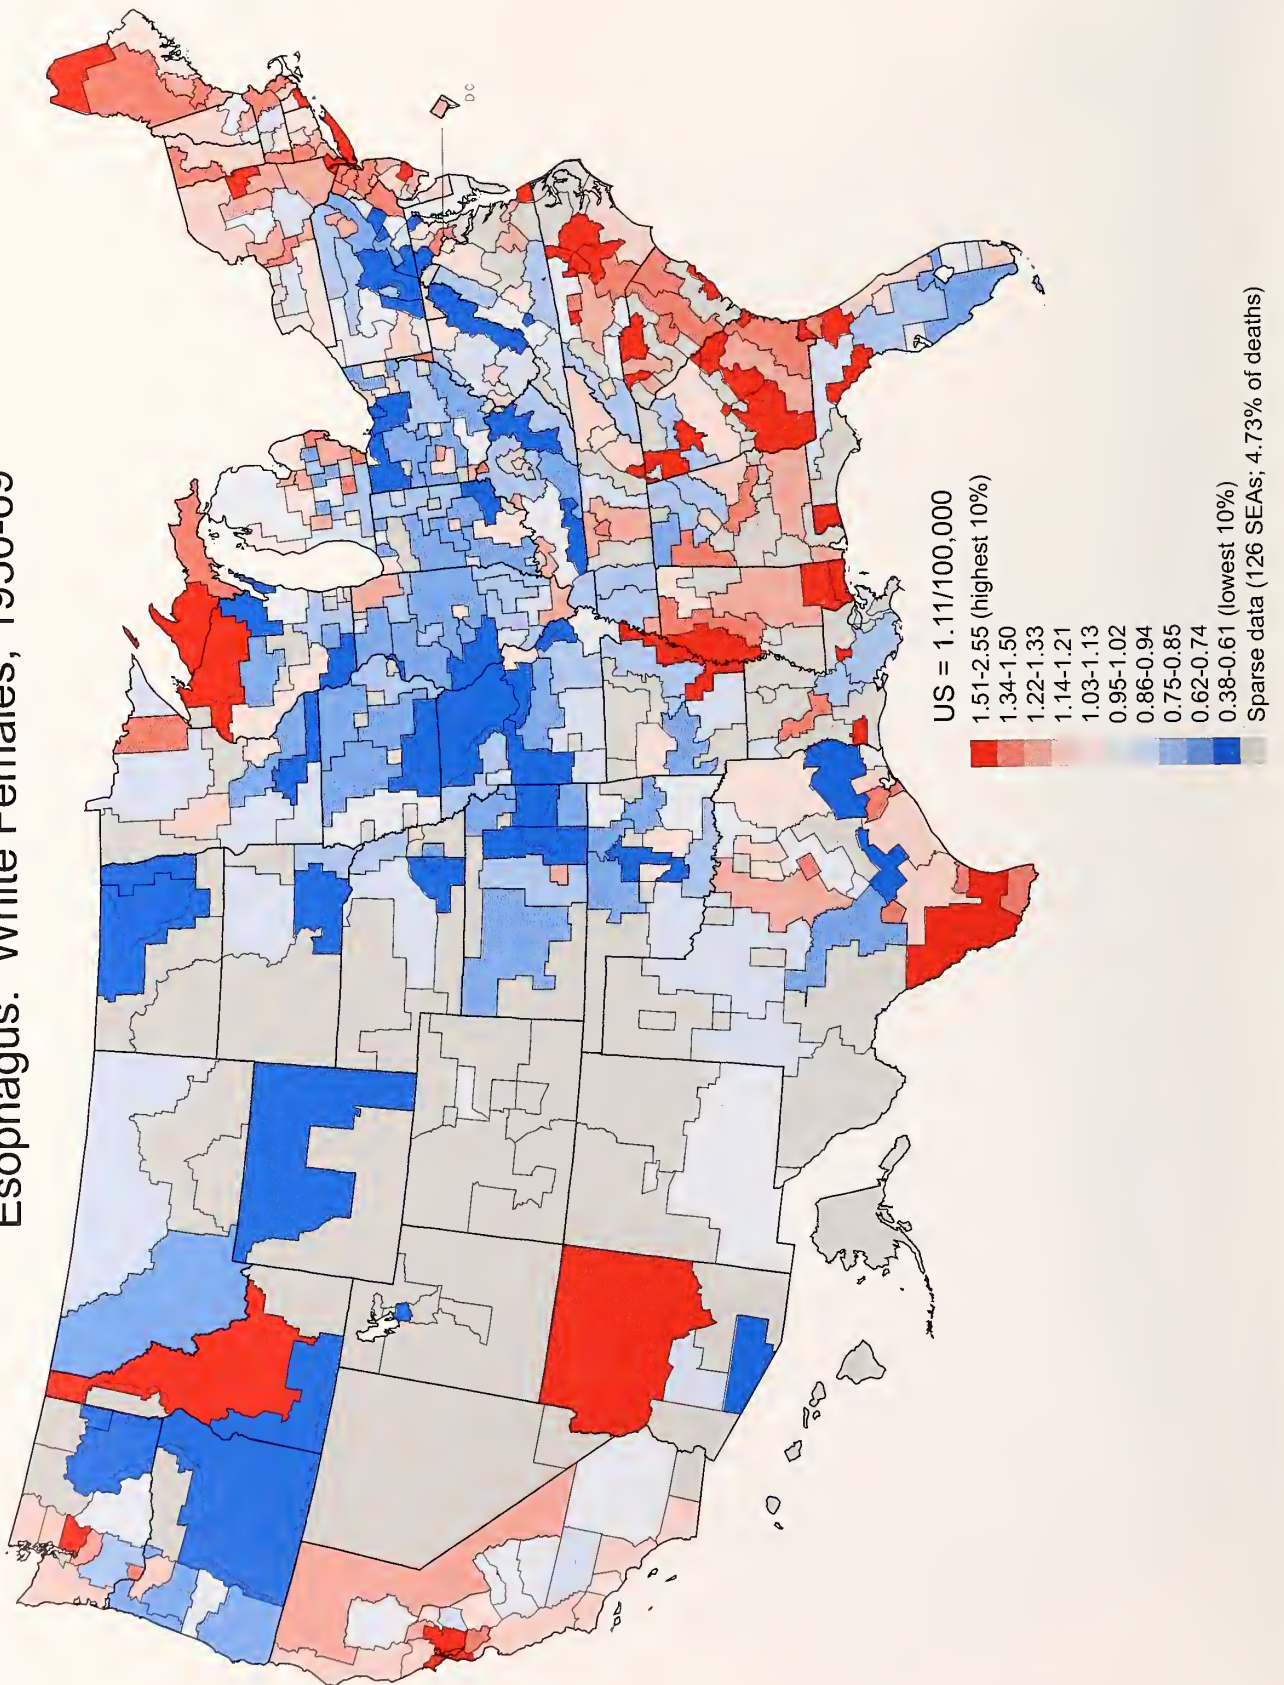 Esophagus: White Females, 1950-69
DC
US = 1.11/100,000
1.51-2.55 (highest 10%)
1.34-1.50
1.22-1.33
1.14-1.21
1.03-1.13
0.95-1.02
0.86-0.94
0.75-0.85
0.62-0.74
0.38-0.61 (lowest 10%)
Sparse data (126 SEAs; 4.73% of deaths)